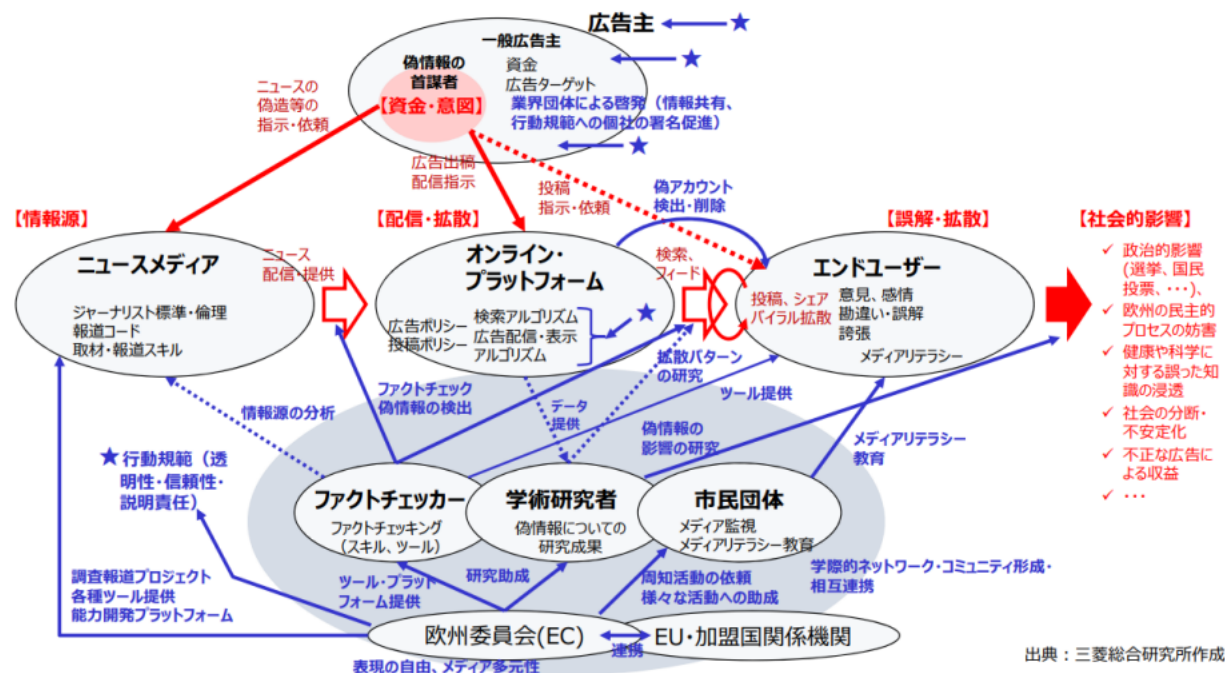 広告主
一般広告主
偽情報の
首謀者
【資金・意図】
資金
広告ターゲット
業界団体による啓発（情報共有、
行動規範への個社の署名促進）
ニュースの
偽造等の
指示・依頼
広告出稿
配信指示
投稿
指示・依頼
偽アカウント
検出・削除
【情報源】
【配信・拡散】
【誤解・拡散】
【社会的影響】
ニュースメディア
ジャーナリスト標準・倫理
報道コード
取材・報道スキル
ニュース
配信・提供
オンライン・
プラットフォーム
広告ポリシー
投稿ポリシー
検索アルゴリズム
広告配信・表示
アルゴリズム
検索、
フィード
エンドユーザー
投稿、シェア
バイラル拡散
意見、感情
勘違い・誤解
誇張
メディアリテラシー
✓ 政治的影響
(選挙、国民
投票、・・・)、
✓ 欧州の民主的
プロセスの妨害
✓ 健康や科学に
対する誤った知
識の浸透
✓ 社会の分断・
不安定化
✓ 不正な広告に
よる収益
✓ ・・・
情報源の分析
ファクトチェック
偽情報の検出
データ
提供
拡散パターン
の研究
ツール提供
偽情報の
影響の研究
メディアリテラシー
教育
★ 行動規範（透
明性・信頼性・
説明責任）
ファクトチェッカー
ファクトチェッキング
（スキル、ツール）
学術研究者
偽情報についての
研究成果
市民団体
メディア監視
メディアリテラシー教育
学際的ネットワーク・コミュニティ形成・
相互連携
調査報道プロジェクト
各種ツール提供
能力開発プラットフォーム
ツール・プラット
フォーム提供
研究助成
周知活動の依頼
様々な活動への助成
欧州委員会(EC)
連携
EU・加盟国関係機関
表現の自由、メディア多元性
出典：三菱総合研究所作成